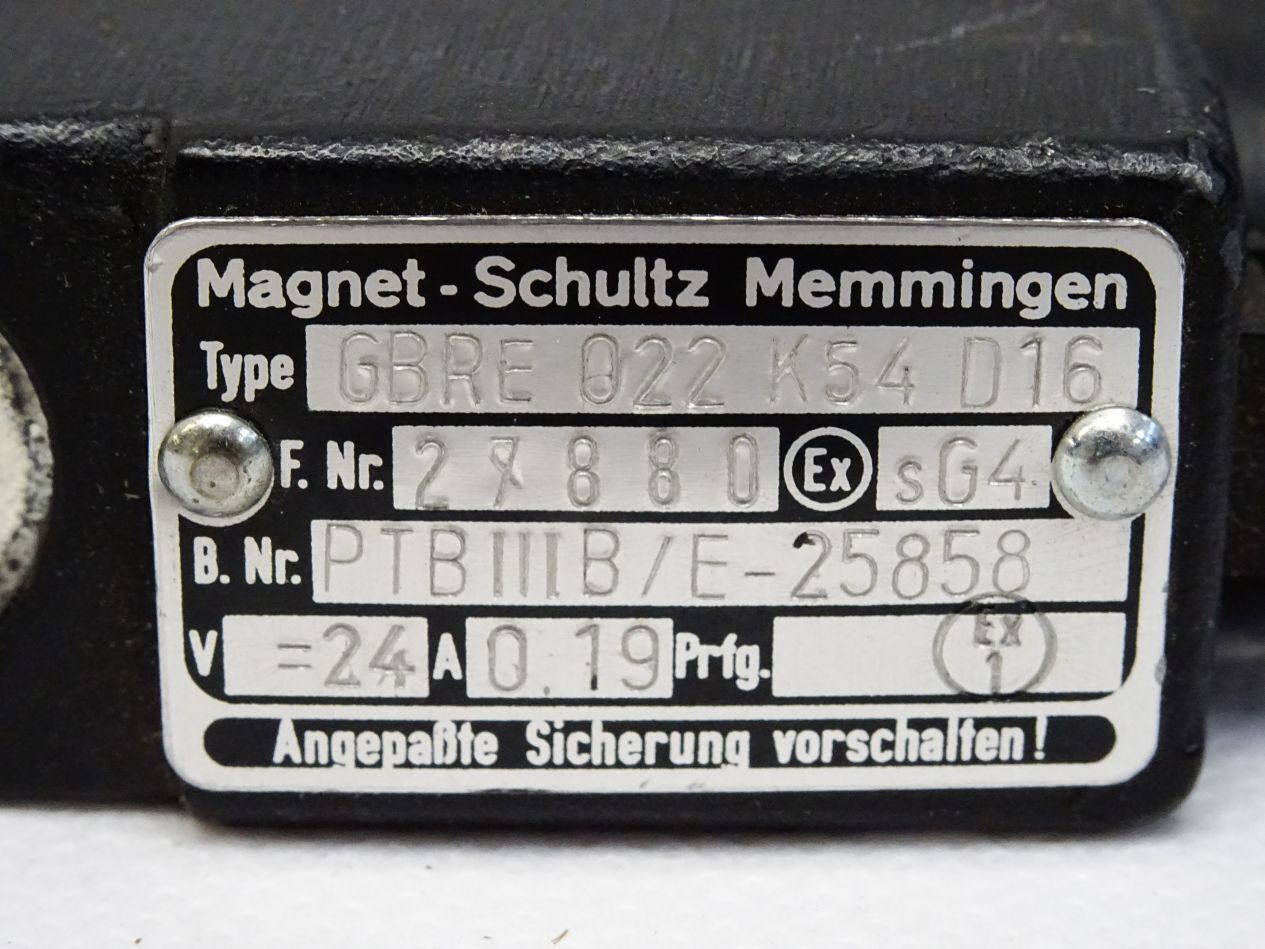 Magnet - Schultz Memmingen
Type GBRE 022 K54 D16
F. Nr. 27880 Ex sG4
B. Nr. PTB III B/E-25858
V =24 A 0.19 Prfg. EX 1
Angepaßte Sicherung vorschalten!